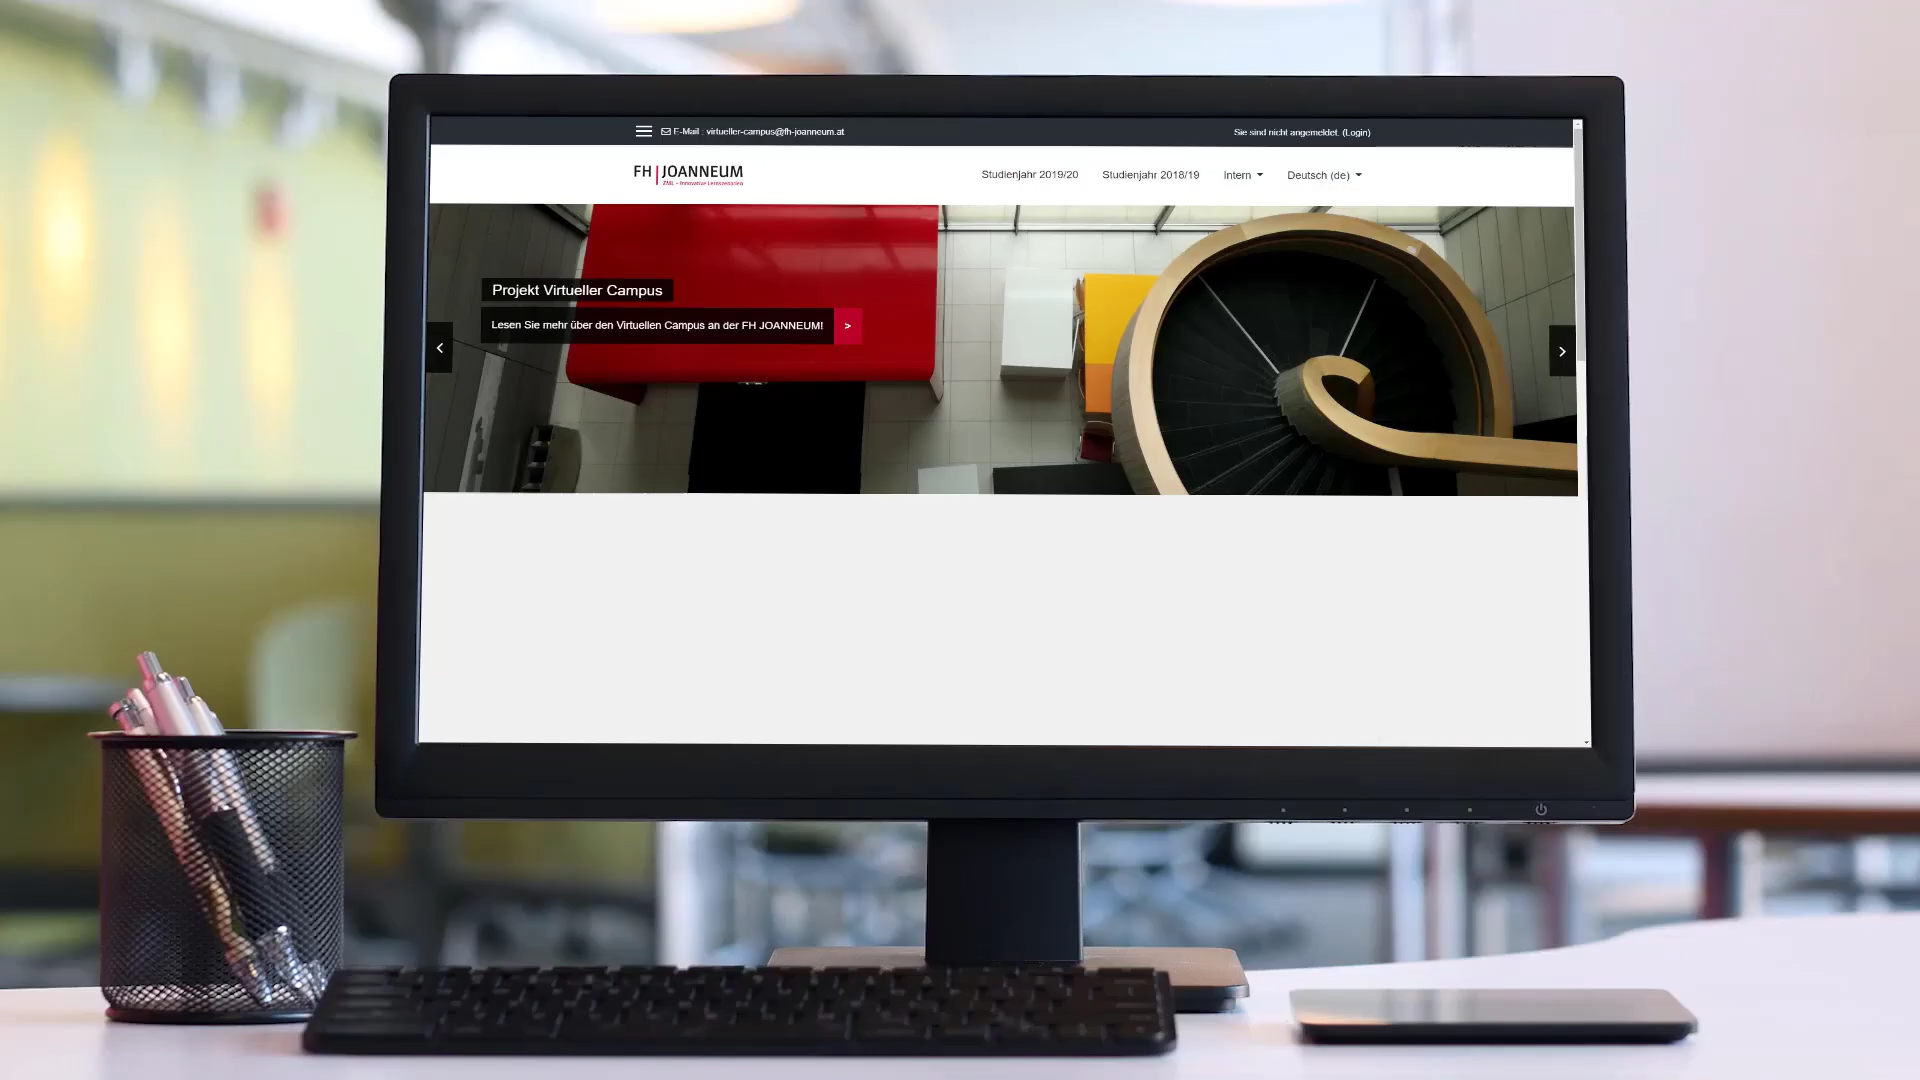 E-Mail : virtueller-campus@fh-joanneum.at
Sie sind nicht angemeldet. (Login)
FH | JOANNEUM
ZML - Innovative Lernszenarien
Studienjahr 2019/20
Studienjahr 2018/19
Intern
Deutsch (de)
Projekt Virtueller Campus
Lesen Sie mehr über den Virtuellen Campus an der FH JOANNEUM!
>